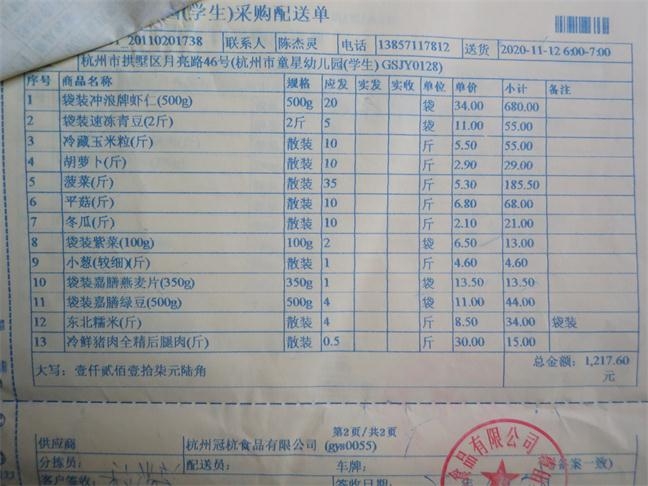 (学生)采购配送单
_20110201738 联系人 陈杰灵 电话 13857117812 送货 2020-11-12 6:00-7:00
杭州市拱墅区月亮路46号(杭州市童星幼儿园(学生) GSJY0128)
序号 商品名称 规格 应发 实发 实收 单位 单价 小计 备注
1 袋装冲浪牌虾仁(500g) 500g 20 袋 34.00 680.00
2 袋装速冻青豆(2斤) 2斤 5 袋 11.00 55.00
3 冷藏玉米粒(斤) 散装 10 斤 5.50 55.00
4 胡萝卜(斤) 散装 10 斤 2.90 29.00
5 菠菜(斤) 散装 35 斤 5.30 185.50
6 平菇(斤) 散装 10 斤 6.80 68.00
7 冬瓜(斤) 散装 10 斤 2.10 21.00
8 袋装紫菜(100g) 100g 2 袋 6.50 13.00
9 小葱(较细)(斤) 散装 1 斤 4.60 4.60
10 袋装嘉膳燕麦片(350g) 350g 1 袋 13.50 13.50
11 袋装嘉膳绿豆(500g) 500g 4 袋 11.00 44.00
12 东北糯米(斤) 散装 4 斤 8.50 34.00 袋装
13 冷鲜猪肉全精后腿肉(斤) 散装 0.5 斤 30.00 15.00
大写：壹仟贰佰壹拾柒元陆角 总金额：1,217.60
元
第2页/共2页
供应商 杭州冠杭食品有限公司 (gys0055)
分拣员： 配送员： 车牌：
客户签收： 签收日期： 备案一致)
食品有限公司